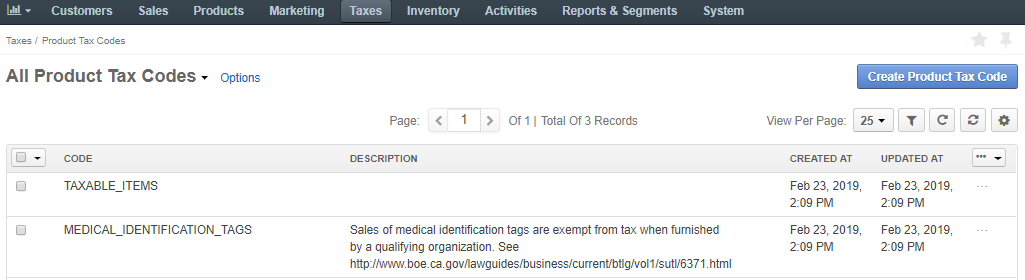 Customers Sales Products Marketing Taxes Inventory Activities Reports & Segments System
Taxes / Product Tax Codes
All Product Tax Codes Options Create Product Tax Code
Page: 1 Of 1 | Total Of 3 Records View Per Page: 25
CODE DESCRIPTION CREATED AT UPDATED AT
TAXABLE_ITEMS Feb 23, 2019, Feb 23, 2019,
2:09 PM 2:09 PM
MEDICAL_IDENTIFICATION_TAGS Sales of medical identification tags are exempt from tax when furnished Feb 23, 2019, Feb 23, 2019,
by a qualifying organization. See 2:09 PM 2:09 PM
http://www.boe.ca.gov/lawguides/business/current/btlg/vol1/sutl/6371.html